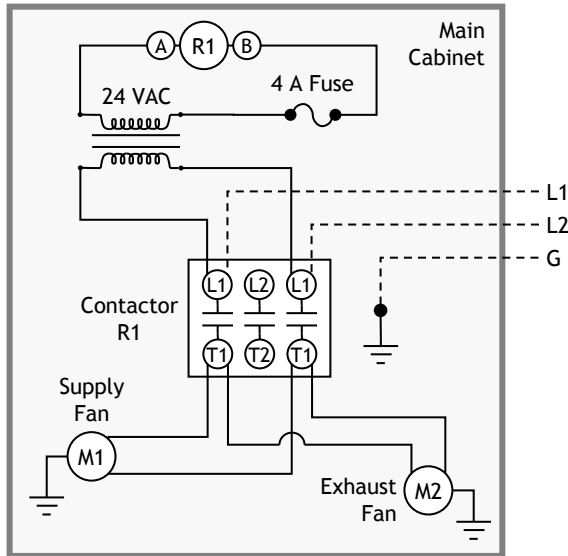 Main
Cabinet
A R1 B
24 VAC
4 A Fuse
L1
L2
G
Contactor
R1
L1 L2 L1
T1 T2 T1
Supply
Fan
M1
Exhaust
Fan
M2